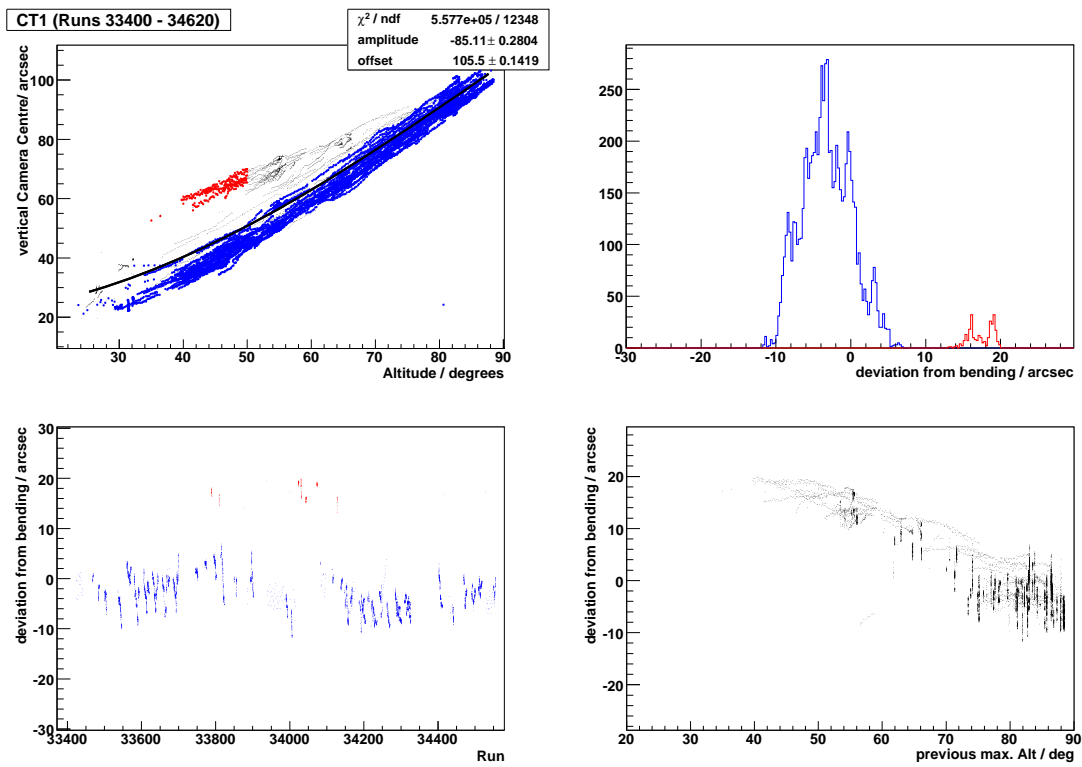 CT1 (Runs 33400 - 34620)
χ² / ndf 5.577e+05 / 12348
amplitude -85.11± 0.2804
offset 105.5 ± 0.1419
vertical Camera Centre/ arcsec
100
80
60
40
20
30 40 50 60 70 80 90
Altitude / degrees
250
200
150
100
50
0
-30 -20 -10 0 10 20
deviation from bending / arcsec
deviation from bending / arcsec
30
20
10
0
-10
-20
-30
33400 33600 33800 34000 34200 34400
Run
deviation from bending / arcsec
20
10
0
-10
-20
20 30 40 50 60 70 80 90
previous max. Alt / deg